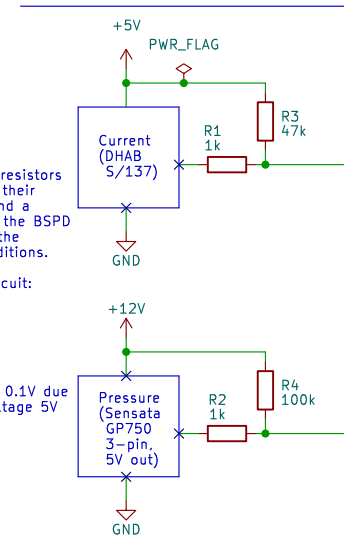 +5V
PWR_FLAG
R3
47k
Current
(DHAB
S/137)
R1
1k
resistors
their
nd a
the BSPD
the
ditions.
GND
cuit:
+12V
0.1V due
tage 5V
Pressure
(Sensata
GP750
3-pin,
5V out)
R2
1k
R4
100k
GND